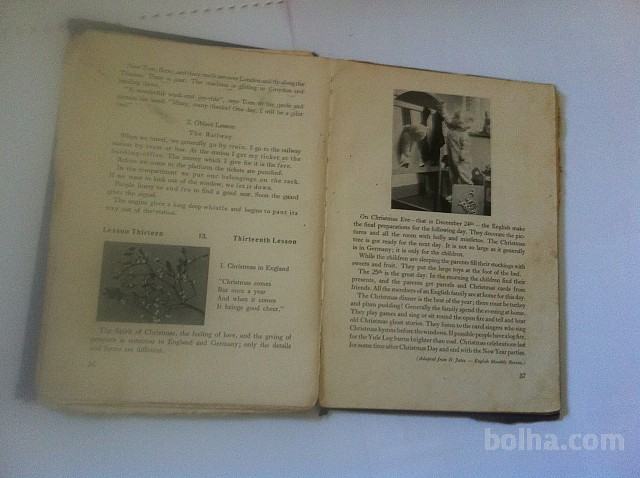 Now Tom, Betty, and their uncle are over London and fly along the
Thames. There is
"A wonderful week-end joy-ride", says Tom to his uncle and
"Many, many thanks! One day, I will be a pilot
too!"
2. Object Lesson
The Railway
When we travel, we generally go by train. I go to the railway
station by tram or bus. At the station I get my ticket at the
booking-office. The money which I give for it is the fare.
Before we come to the platform the tickets are punched.
In the compartment we put our belongings on the rack.
If we want to look out of the window, we let it down.
People hurry to and fro to find a good seat. Soon the guard
gives the signal.
The engine gives a long deep whistle and begins to pant its
way out of the station.
Lesson Thirteen 13. Thirteenth Lesson
1. Christmas in England
"Christmas comes
But once a year
And when it comes
It brings good cheer."
The Spirit of Christmas, the feeling of love, and the giving of
presents is common to England and Germany; only the details
and forms are different.
36
On Christmas Eve—that is December 24th—the English make
the final preparations for the following day. They decorate the pic-
tures and all the room with holly and mistletoe. The Christmas
tree is got ready for the next day. It is not so large as it generally
is in Germany; it is only for the children.
While the children are sleeping the parents fill their stockings with
sweets and fruit. They put the large toys at the foot of the bed.
The 25th is the great day. In the morning the children find their
presents, and the parents get parcels and Christmas cards from
friends. All the members of an English family are at home for this day.
The Christmas dinner is the best of the year; there must be turkey
and plum pudding! Generally the family spend the evening at home.
They play games and sing or sit round the open fire and tell and hear
old Christmas ghost stories. They listen to the carol singers who sing
Christmas hymns before the windows. If possible people have a log fire,
for the Yule Log burns brighter than coal. Christmas celebrations last
for some time after Christmas Day and end with the New Year parties.
(Adapted from B. Jates — English Monthly Review.)
37
bolha.com